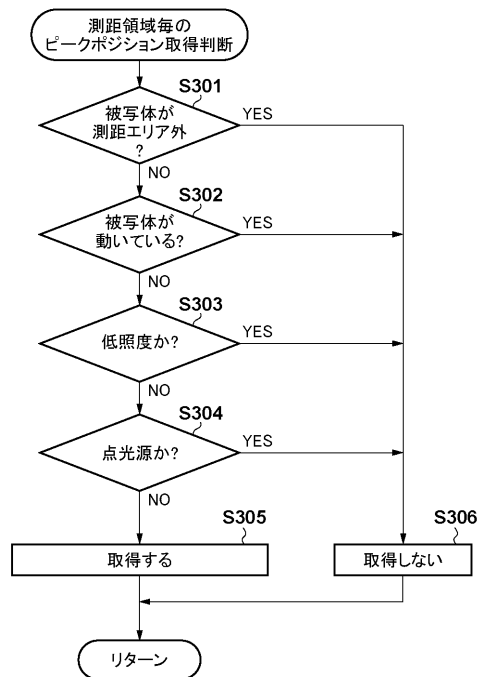 測距領域毎の
ピークポジション取得判断
S301
被写体が
測距エリア外
?
YES
NO
S302
被写体が
動いている?
YES
NO
S303
低照度か?
YES
NO
S304
点光源か?
YES
NO
S305
取得する
S306
取得しない
リターン